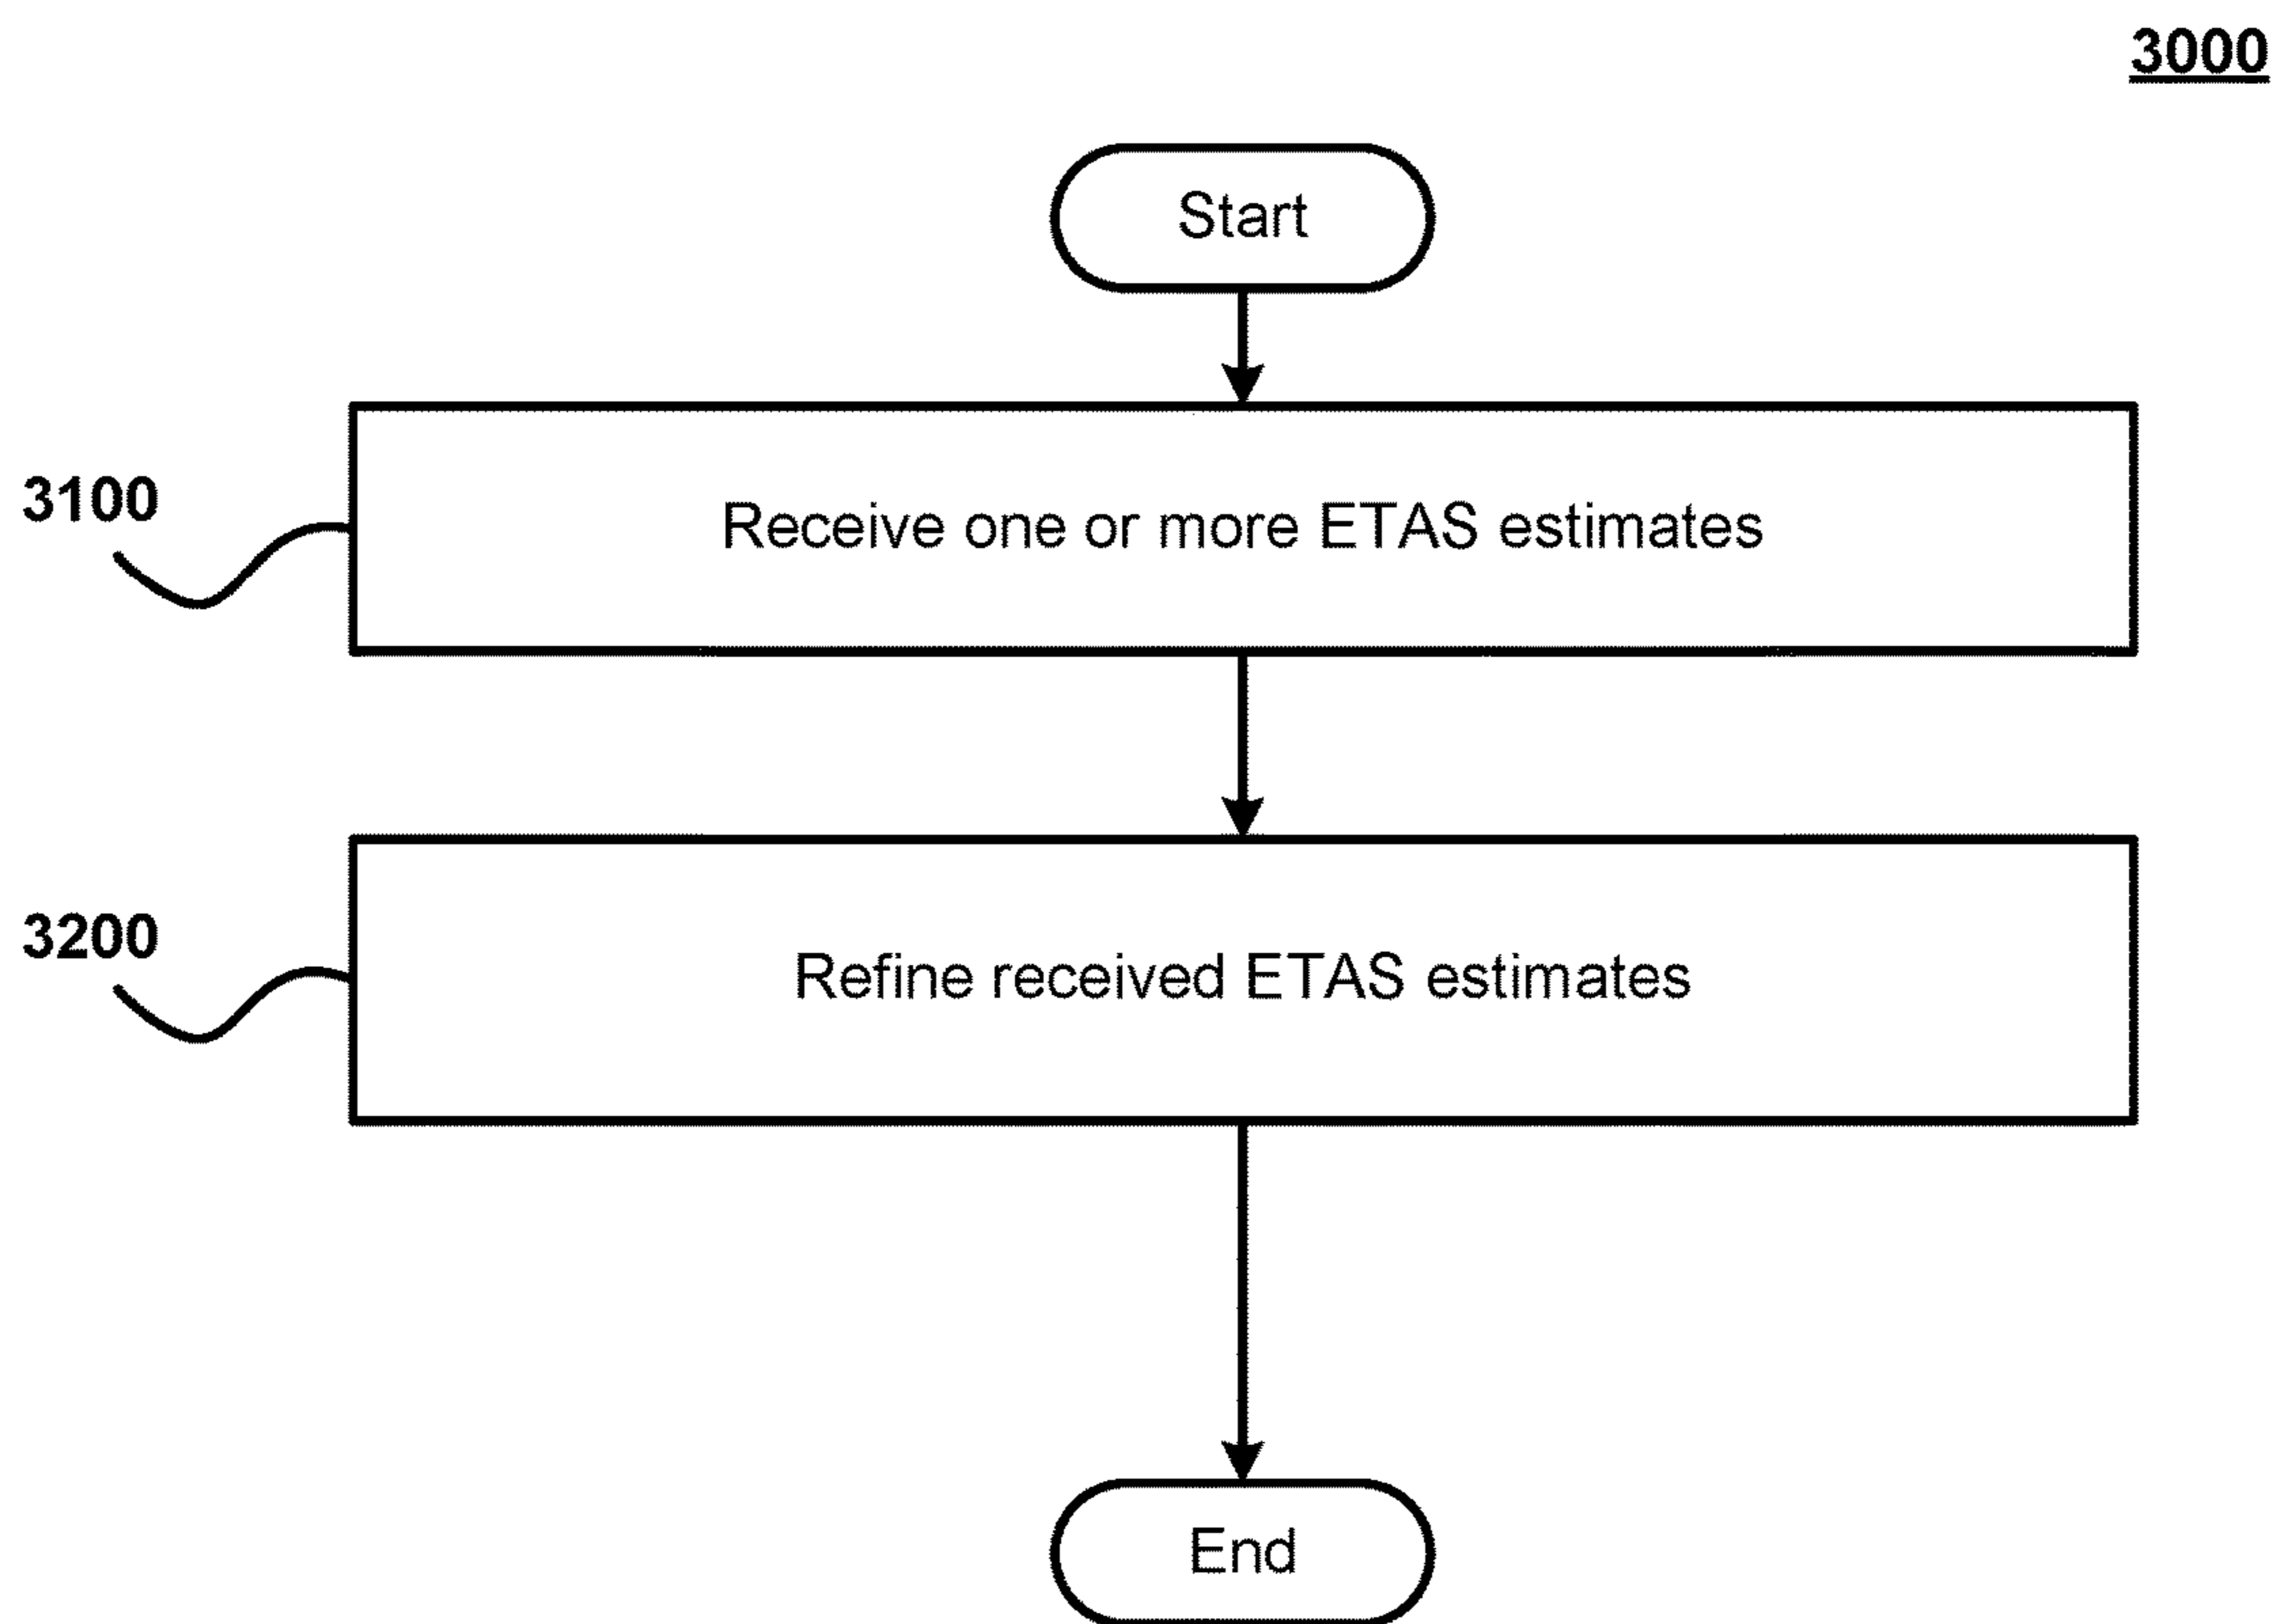 3000
Start
3100
Receive one or more ETAS estimates
3200
Refine received ETAS estimates
End